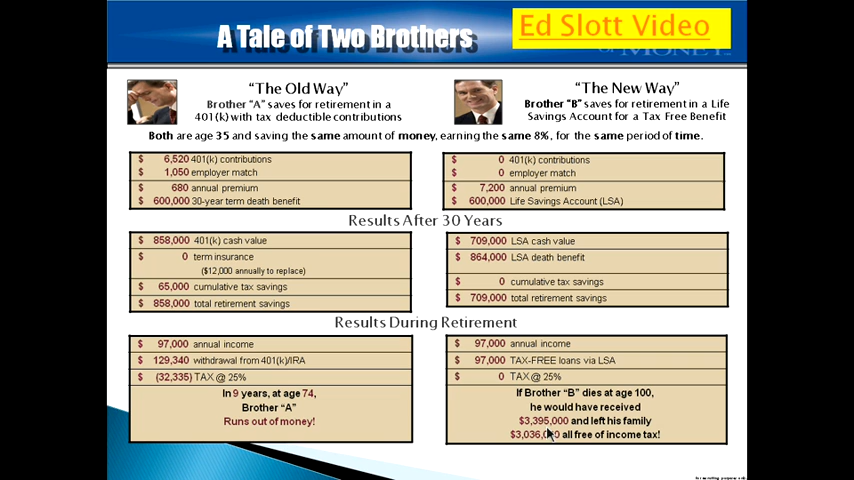 A Tale of Two Brothers
Ed Slott Video
OF MONEY
"The Old Way"
Brother "A" saves for retirement in a
401(k) with tax deductible contributions
"The New Way"
Brother "B" saves for retirement in a Life
Savings Account for a Tax Free Benefit
Both are age 35 and saving the same amount of money, earning the same 8%, for the same period of time.
$ 6,520 401(k) contributions
$ 1,050 employer match
$ 680 annual premium
$ 600,000 30-year term death benefit
$ 0 401(k) contributions
$ 0 employer match
$ 7,200 annual premium
$ 600,000 Life Savings Account (LSA)
Results After 30 Years
$ 858,000 401(k) cash value
$ 0 term insurance
($12,000 annually to replace)
$ 65,000 cumulative tax savings
$ 858,000 total retirement savings
$ 709,000 LSA cash value
$ 864,000 LSA death benefit
$ 0 cumulative tax savings
$ 709,000 total retirement savings
Results During Retirement
$ 97,000 annual income
$ 129,340 withdrawal from 401(k)/IRA
$ (32,335) TAX @ 25%
In 9 years, at age 74,
Brother "A"
Runs out of money!
$ 97,000 annual income
$ 97,000 TAX-FREE loans via LSA
$ 0 TAX @ 25%
If Brother "B" dies at age 100,
he would have received
$3,395,000 and left his family
all free of income tax!